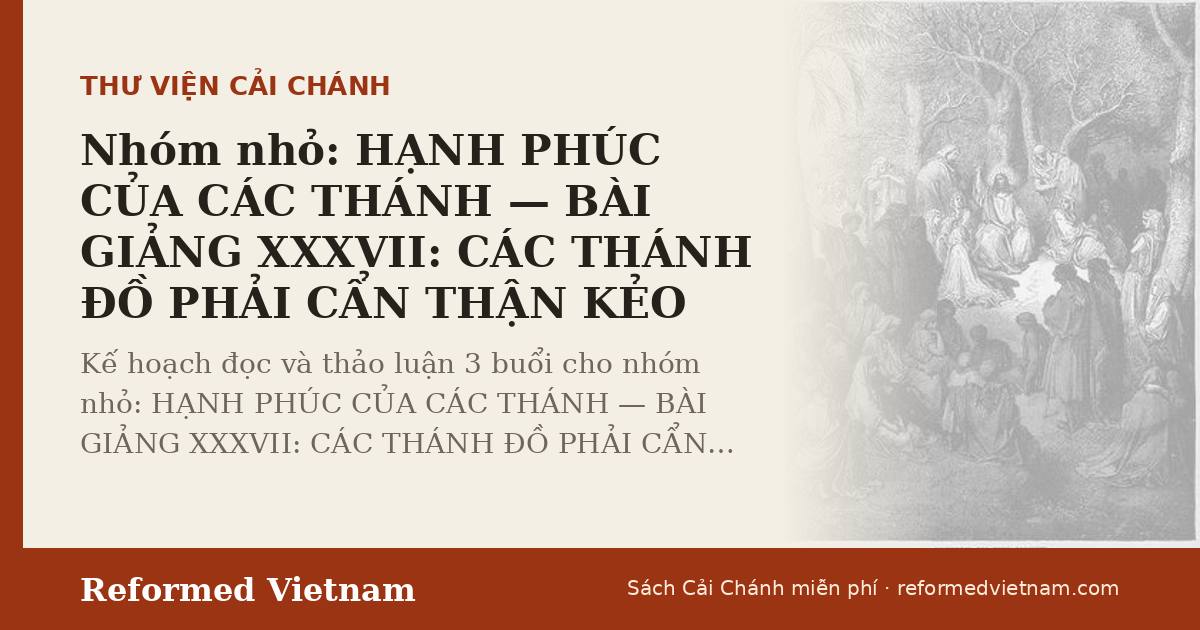 THƯ VIỆN CẢI CHÁNH
Nhóm nhỏ: HẠNH PHÚC
CỦA CÁC THÁNH — BÀI
GIẢNG XXXVII: CÁC THÁNH
ĐỒ PHẢI CẨN THẬN KẺO
Kế hoạch đọc và thảo luận 3 buổi cho nhóm
nhỏ: HẠNH PHÚC CỦA CÁC THÁNH — BÀI
GIẢNG XXXVII: CÁC THÁNH ĐỒ PHẢI CẨN...
Reformed Vietnam
Sách Cải Chánh miễn phí · reformedvietnam.com